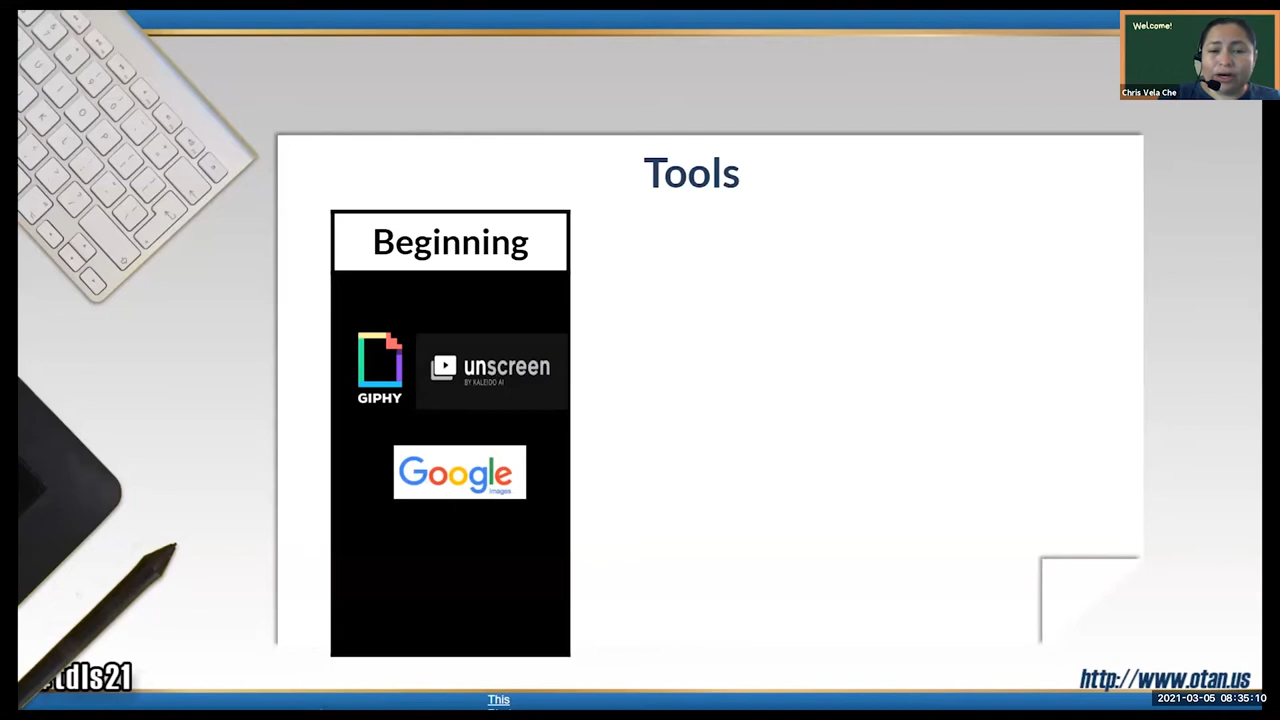 Welcome!
Chris Vela Che
Tools
Beginning
GIPHY
unscreen
BY KALEIDO AI
Google
images
tdls21
http://www.otan.us
This
2021-03-05 08:35:10